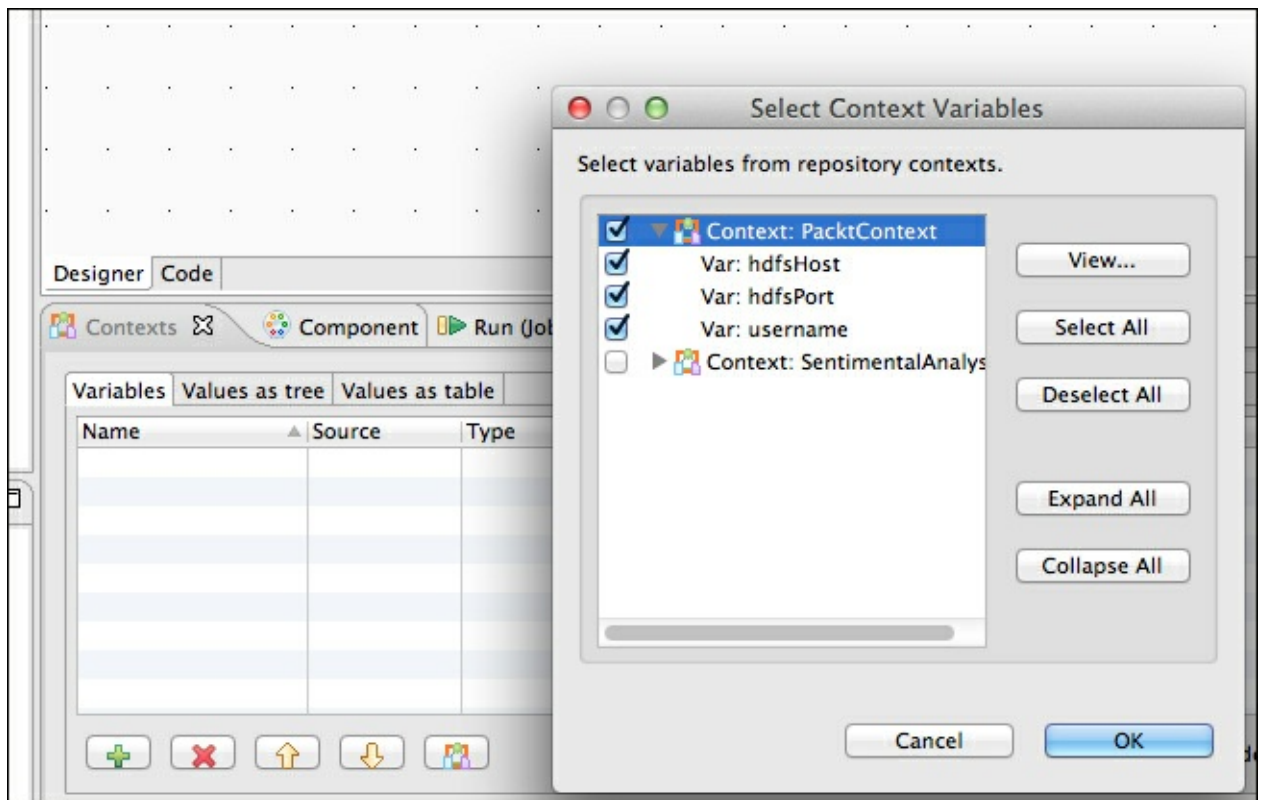 Select Context Variables
Select variables from repository contexts.
Context: PacktContext
Var: hdfsHost
Var: hdfsPort
Var: username
Context: SentimentalAnalys
View...
Select All
Deselect All
Expand All
Collapse All
Cancel OK
Designer Code
Contexts Component Run (Job
Variables Values as tree Values as table
Name Source Type